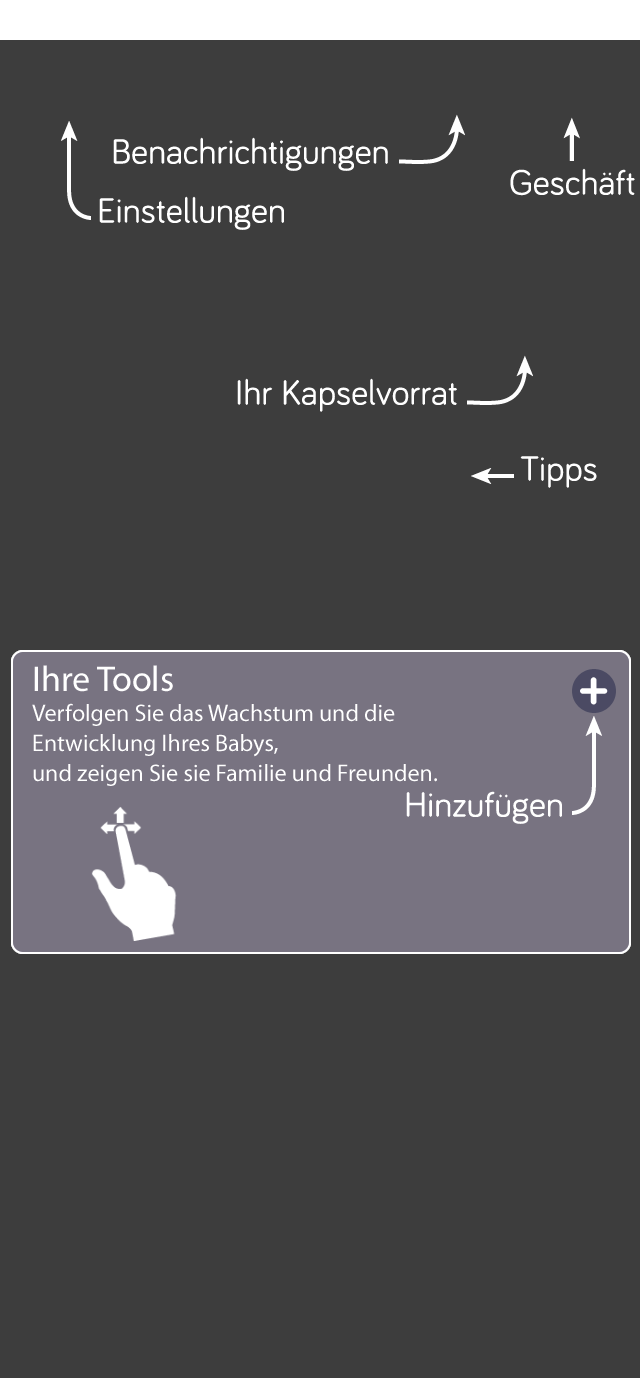 Benachrichtigungen
Geschäft
Einstellungen
Ihr Kapselvorrat
Tipps
Ihre Tools
Verfolgen Sie das Wachstum und die
Entwicklung Ihres Babys,
und zeigen Sie sie Familie und Freunden.
Hinzufügen